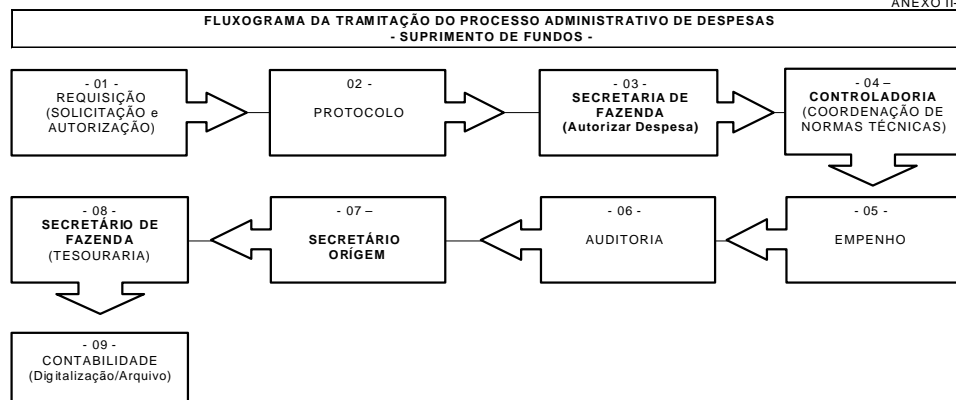 ANEXO II-
FLUXOGRAMA DA TRAMITAÇÃO DO PROCESSO ADMINISTRATIVO DE DESPESAS
- SUPRIMENTO DE FUNDOS -
- 01 -
REQUISIÇÃO
(SOLICITAÇÃO e
AUTORIZAÇÃO)
02 -
PROTOCOLO
- 03 -
SECRETARIA DE
FAZENDA
(Autorizar Despesa)
- 04 –
CONTROLADORIA
(COORDENAÇÃO DE
NORMAS TÉCNICAS)
- 05 -
EMPENHO
- 06 -
AUDITORIA
- 07 –
SECRETÁRIO
ORÍGEM
- 08 -
SECRETÁRIO DE
FAZENDA
(TESOURARIA)
- 09 -
CONTABILIDADE
(Digitalização/Arquivo)